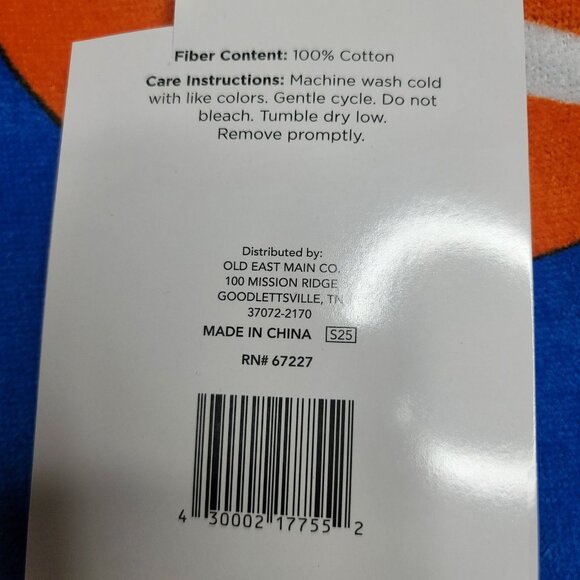 Fiber Content: 100% Cotton
Care Instructions: Machine wash cold
with like colors. Gentle cycle. Do not
bleach. Tumble dry low.
Remove promptly.
Distributed by:
OLD EAST MAIN CO.
100 MISSION RIDGE
GOODLETTSVILLE, TN
37072-2170
MADE IN CHINA S25
RN# 67227
4 30002 17755 2